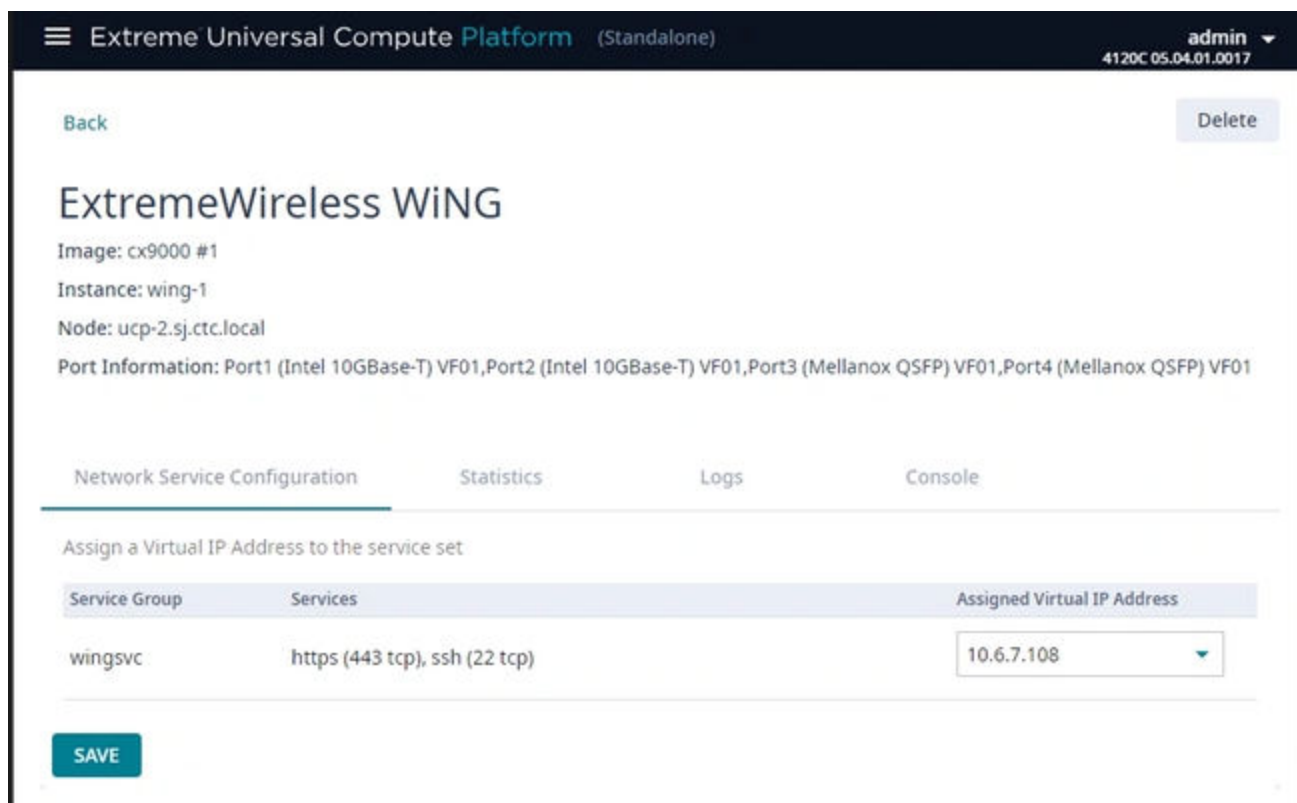 Extreme Universal Compute Platform (Standalone)
admin
4120C 05.04.01.0017
Back
Delete
ExtremeWireless WiNG
Image: cx9000 #1
Instance: wing-1
Node: ucp-2.sj.ctc.local
Port Information: Port1 (Intel 10GBase-T) VF01,Port2 (Intel 10GBase-T) VF01,Port3 (Mellanox QSFP) VF01,Port4 (Mellanox QSFP) VF01
Network Service Configuration Statistics Logs Console
Assign a Virtual IP Address to the service set
Service Group Services Assigned Virtual IP Address
wingsvc https (443 tcp), ssh (22 tcp) 10.6.7.108
SAVE